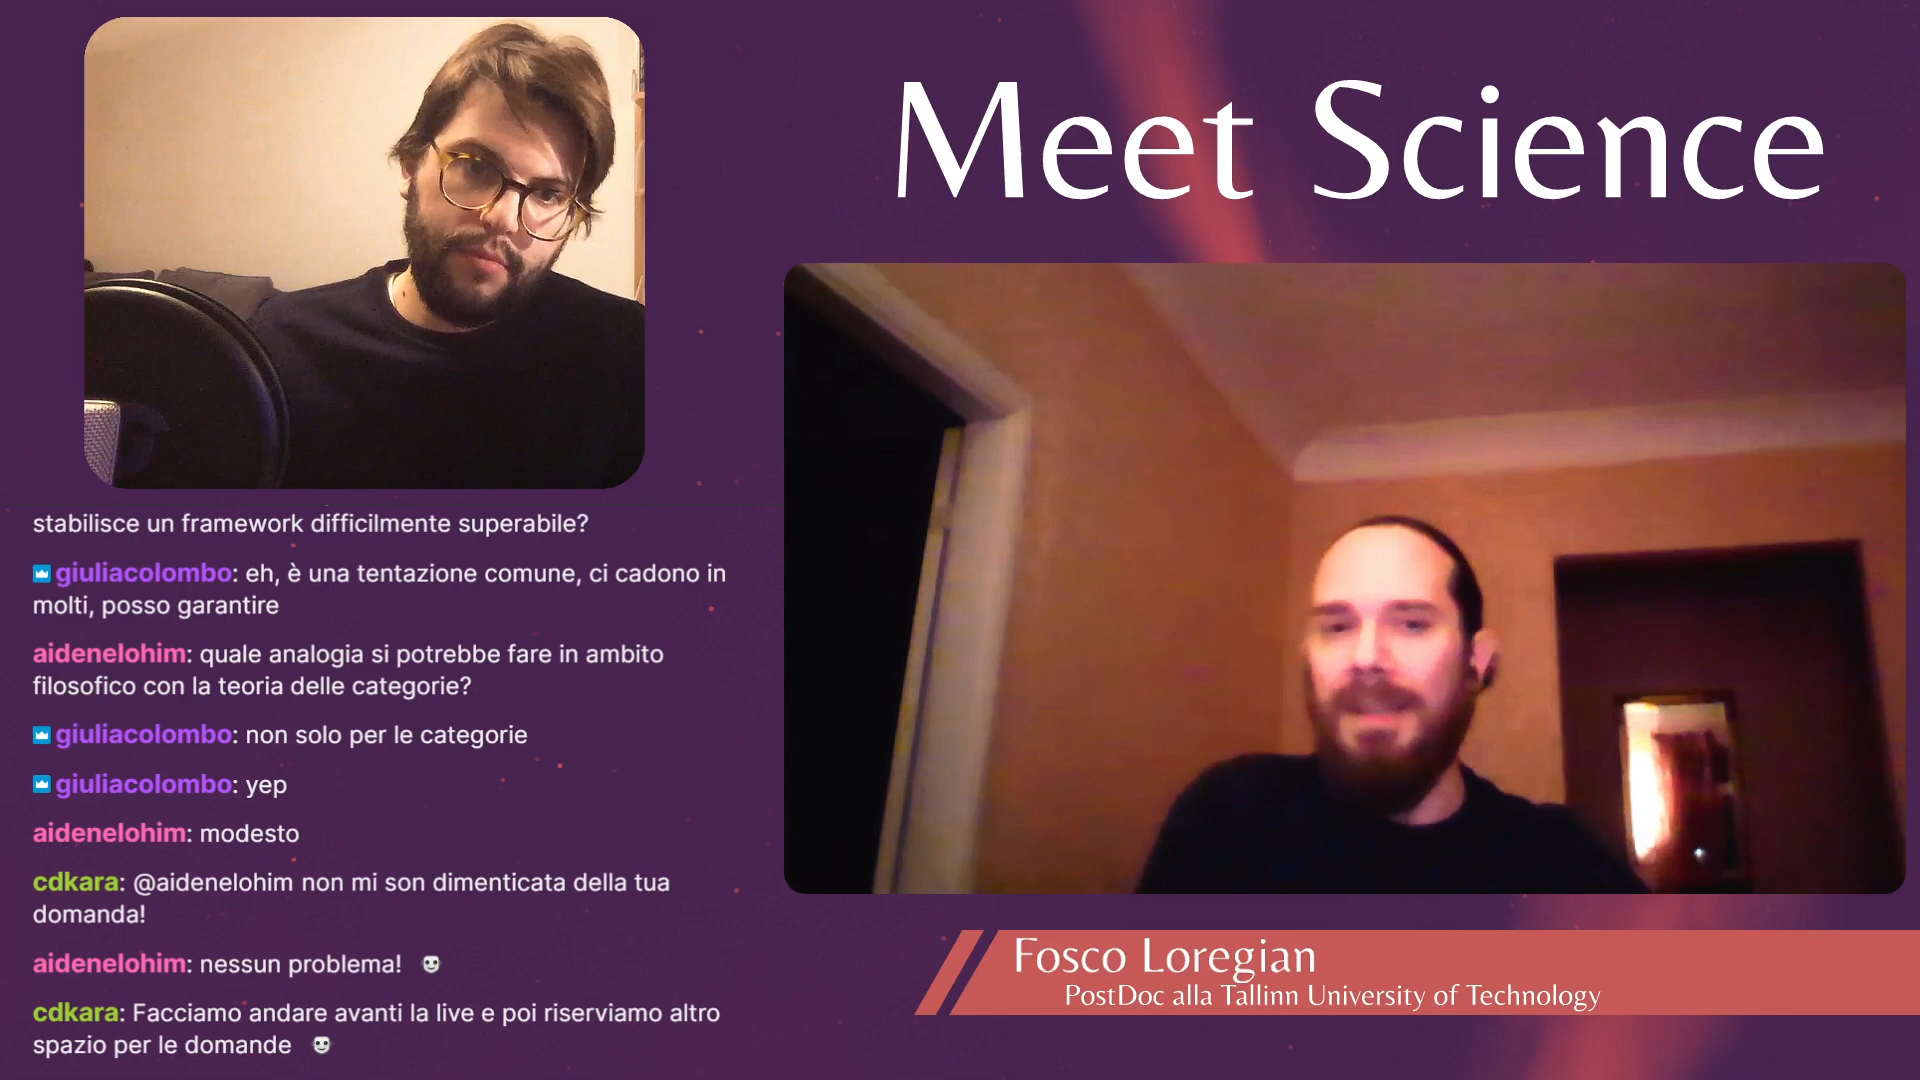 Meet Science
stabilisce un framework difficilmente superabile?
giuliacolombo: eh, è una tentazione comune, ci cadono in
molti, posso garantire
aidenelohim: quale analogia si potrebbe fare in ambito
filosofico con la teoria delle categorie?
giuliacolombo: non solo per le categorie
giuliacolombo: yep
aidenelohim: modesto
cdkara: @aidenelohim non mi son dimenticata della tua
domanda!
aidenelohim: nessun problema!
cdkara: Facciamo andare avanti la live e poi riserviamo altro
spazio per le domande
Fosco Loregian
PostDoc alla Tallinn University of Technology